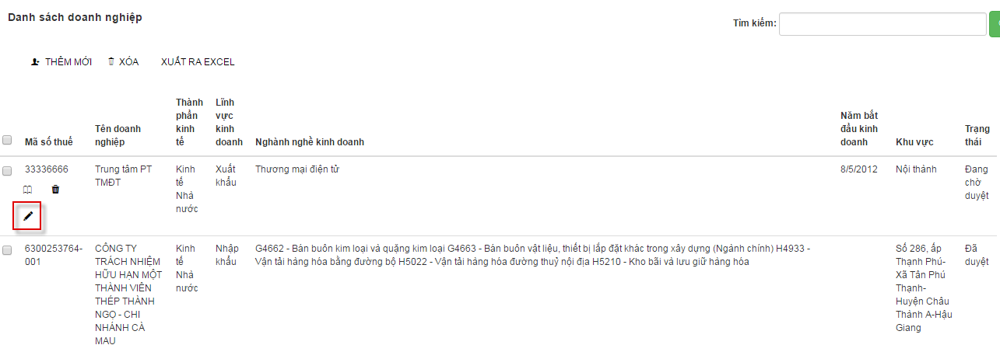 Danh sách doanh nghiệp
Tìm kiếm:
THÊM MỚI XÓA XUẤT RA EXCEL
Mã số thuế
Tên doanh
nghiệp
Thành
phần
kinh
tế
Lĩnh
vực
kinh
doanh
Nghành nghề kinh doanh
Năm bắt
đầu kinh
doanh
Khu vực
Trạng
thái
33336666
Trung tâm PT
TMĐT
Kinh
tế
Nhà
nước
Xuất
khẩu
Thương mại điện tử
8/5/2012
Nội thành
Đang
chờ
duyệt
6300253764-
001
CÔNG TY
TRÁCH NHIỆM
HỮU HẠN MỘT
THÀNH VIÊN
THÉP THÀNH
NGỌ - CHI
NHÁNH CÀ
MAU
Kinh
tế
Nhà
nước
Nhập
khẩu
G4662 - Bán buôn kim loại và quặng kim loại G4663 - Bán buôn vật liệu, thiết bị lắp đặt khác trong xây dựng (Ngành chính) H4933 -
Vận tải hàng hóa bằng đường bộ H5022 - Vận tải hàng hóa đường thuỷ nội địa H5210 - Kho bãi và lưu giữ hàng hóa
Số 286, ấp
Thạnh Phú-
Xã Tân Phú
Thạnh-
Huyện Châu
Thành A-Hậu
Giang
Đã
duyệt